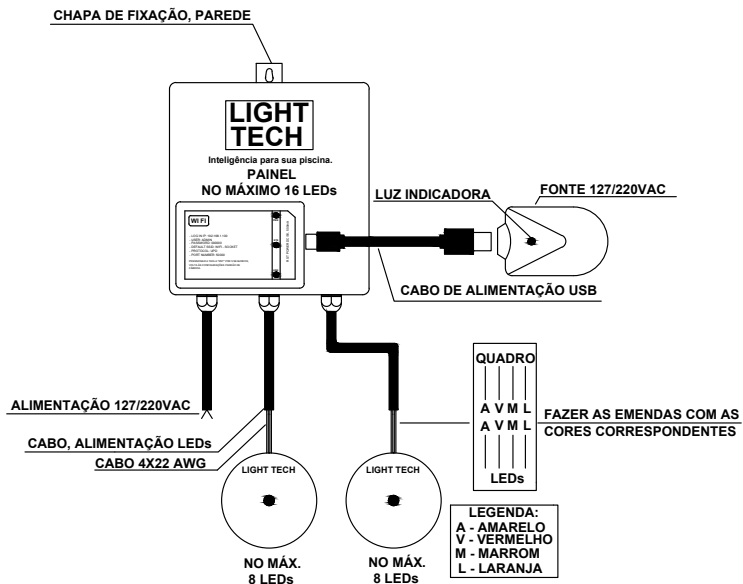 CHAPA DE FIXAÇÃO, PAREDE
LIGHT
TECH
Inteligência para sua piscina.
PAINEL
NO MÁXIMO 16 LEDs
Wi Fi
LUZ INDICADORA
FONTE 127/220VAC
CABO DE ALIMENTAÇÃO USB
ALIMENTAÇÃO 127/220VAC
CABO, ALIMENTAÇÃO LEDs
CABO 4X22 AWG
LIGHT TECH
NO MÁX.
8 LEDs
LIGHT TECH
NO MÁX.
8 LEDs
QUADRO
A V M L
A V M L
LEDs
FAZER AS EMENDAS COM AS
CORES CORRESPONDENTES
LEGENDA:
A - AMARELO
V - VERMELHO
M - MARROM
L - LARANJA